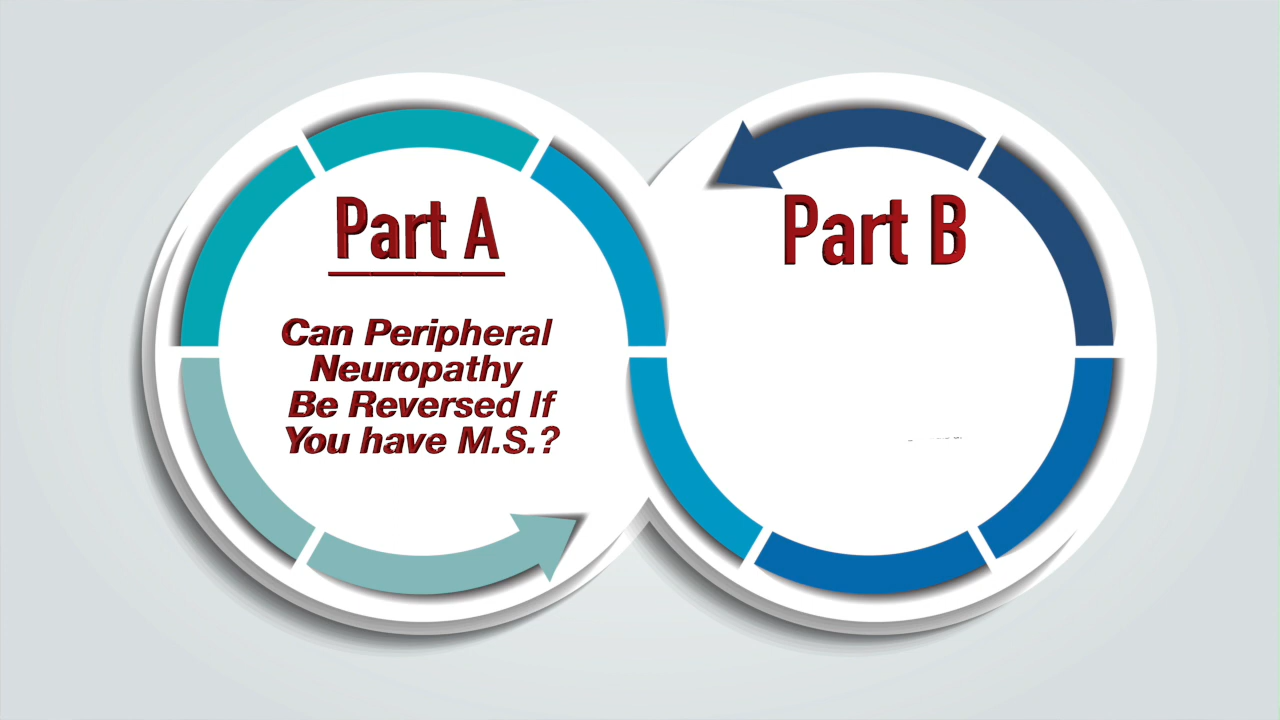 Part A
Can Peripheral
Neuropathy
Be Reversed If
You have M.S.?
Part B